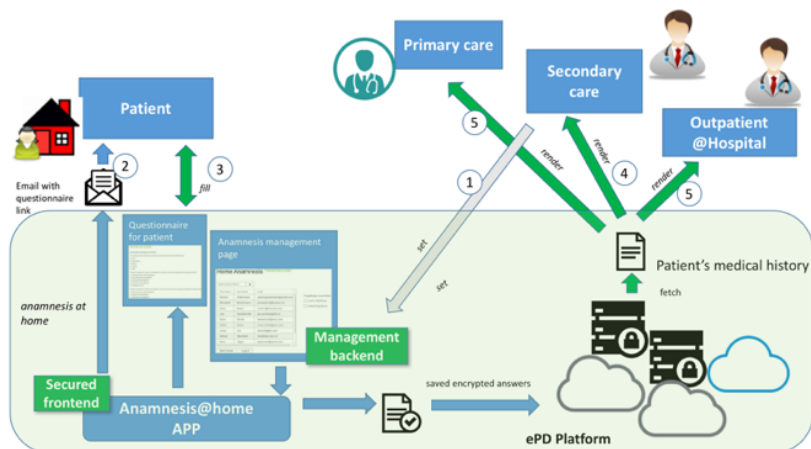 Primary care
Secondary
care
Patient
Outpatient
@Hospital
5
2
3
4
1
5
render
render
render
fill
Email with
questionnaire
link
Questionnaire
for patient
Anamnesis management
page
Home Anamnesis
set
set
Patient's medical history
fetch
anamnesis at
home
Management
backend
Secured
frontend
Anamnesis@home
APP
saved encrypted answers
ePD Platform